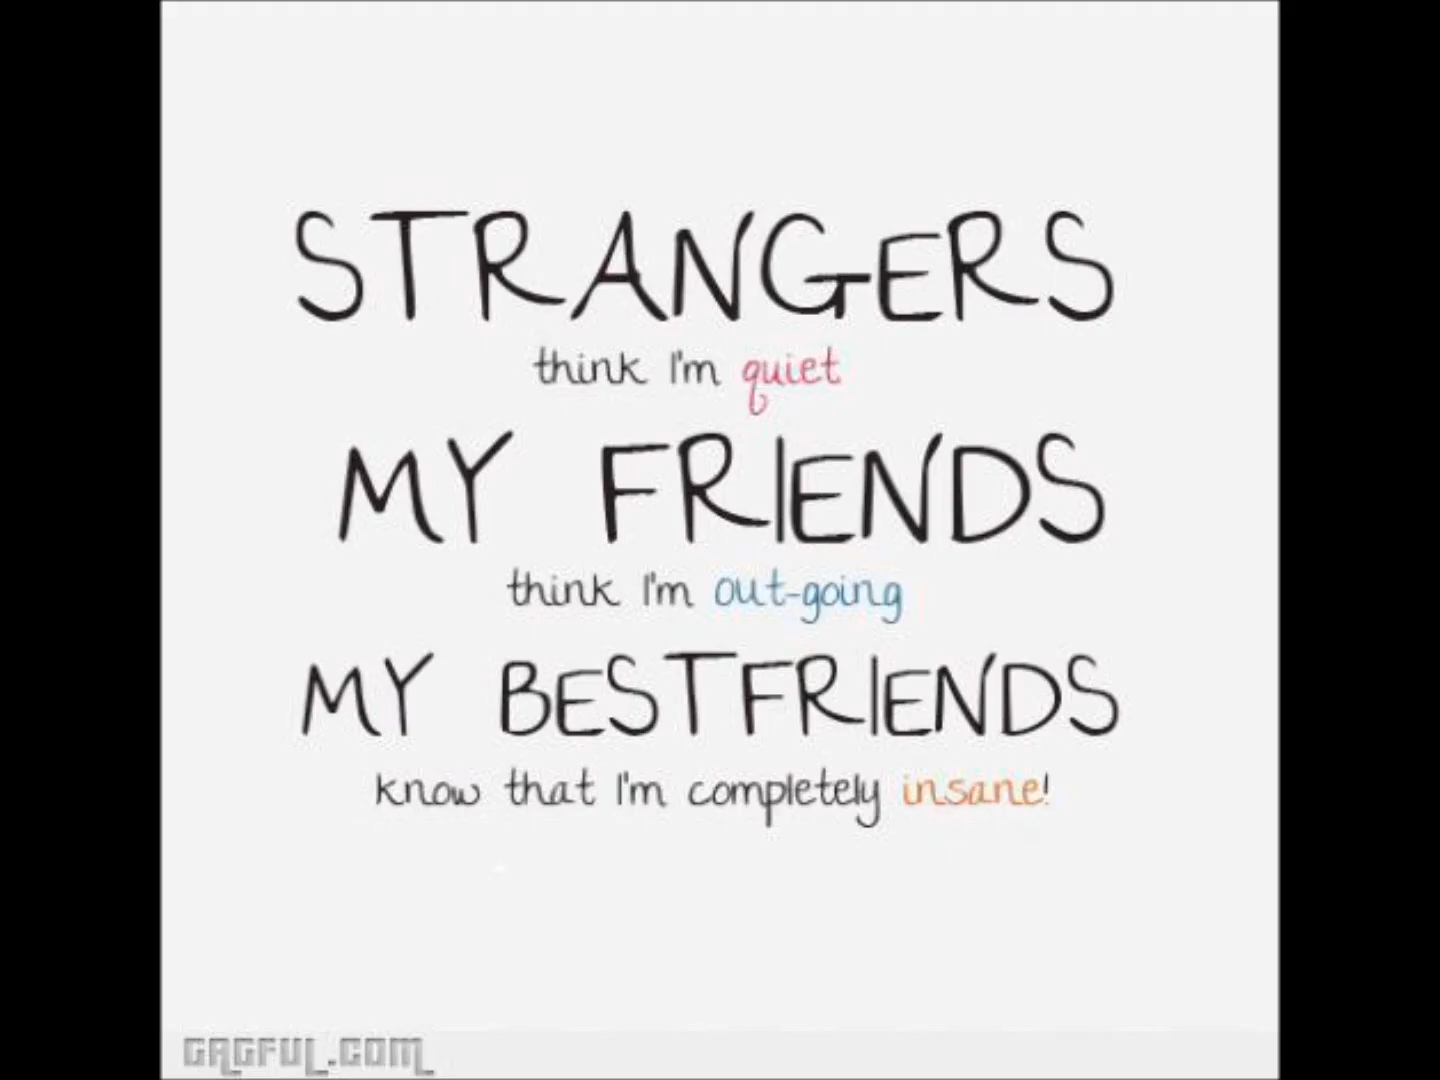 STRANGERS
think I'm quiet
MY FRIENDS
think I'm out-going
MY BESTFRIENDS
know that I'm completely insane!
GAGFUL.COM